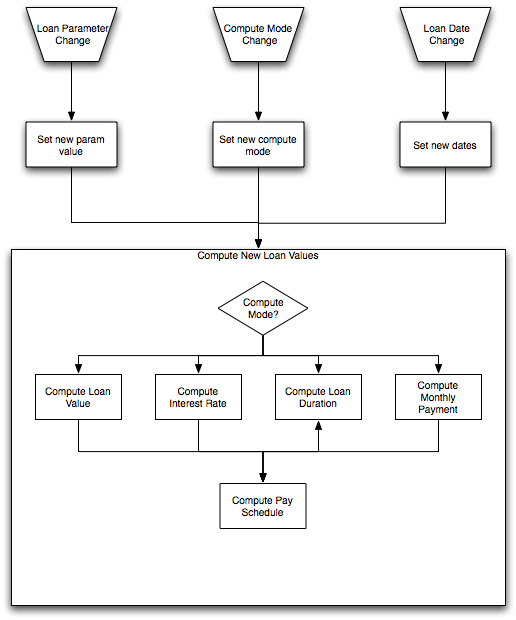 Loan Parameter
Change
Compute Mode
Change
Loan Date
Change
Set new param
value
Set new compute
mode
Set new dates
Compute New Loan Values
Compute
Mode?
Compute Loan
Value
Compute
Interest Rate
Compute Loan
Duration
Compute
Monthly
Payment
Compute Pay
Schedule